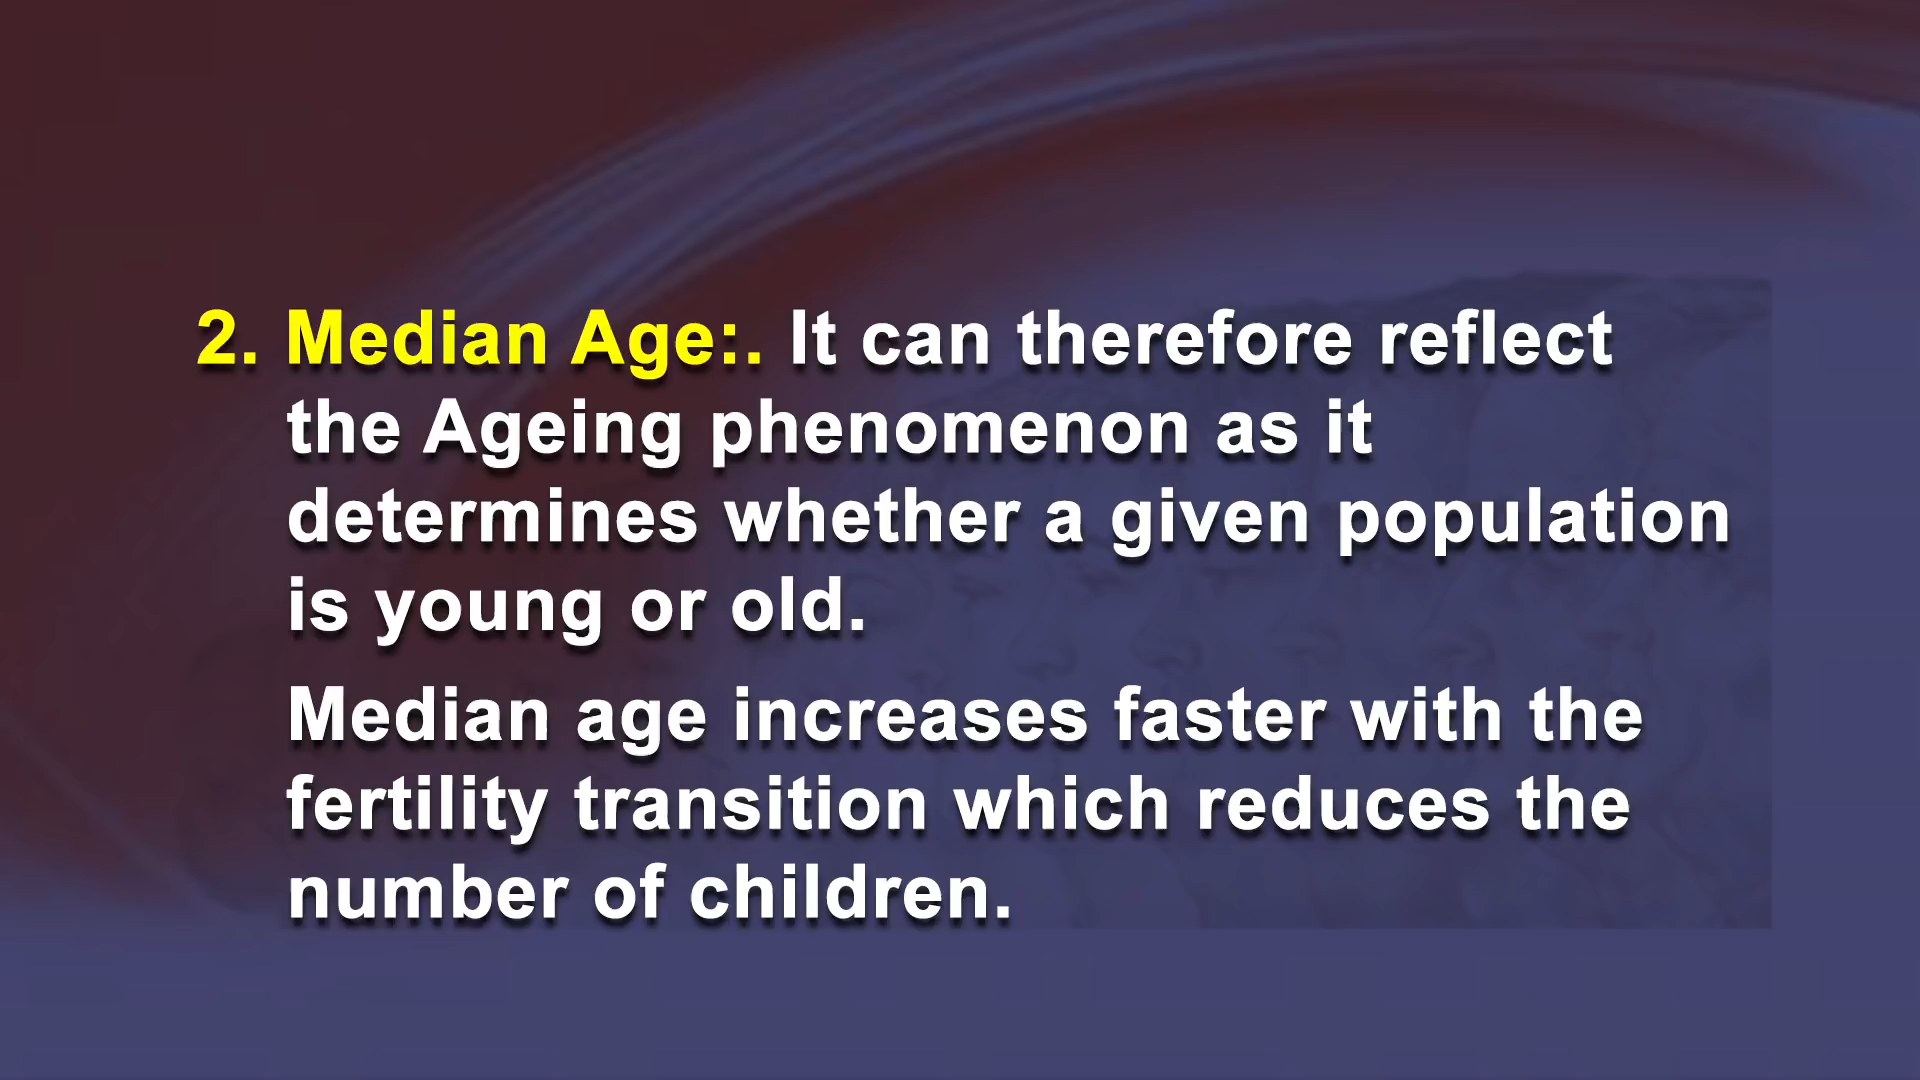 2. Median Age:. It can therefore reflect
the Ageing phenomenon as it
determines whether a given population
is young or old.
Median age increases faster with the
fertility transition which reduces the
number of children.